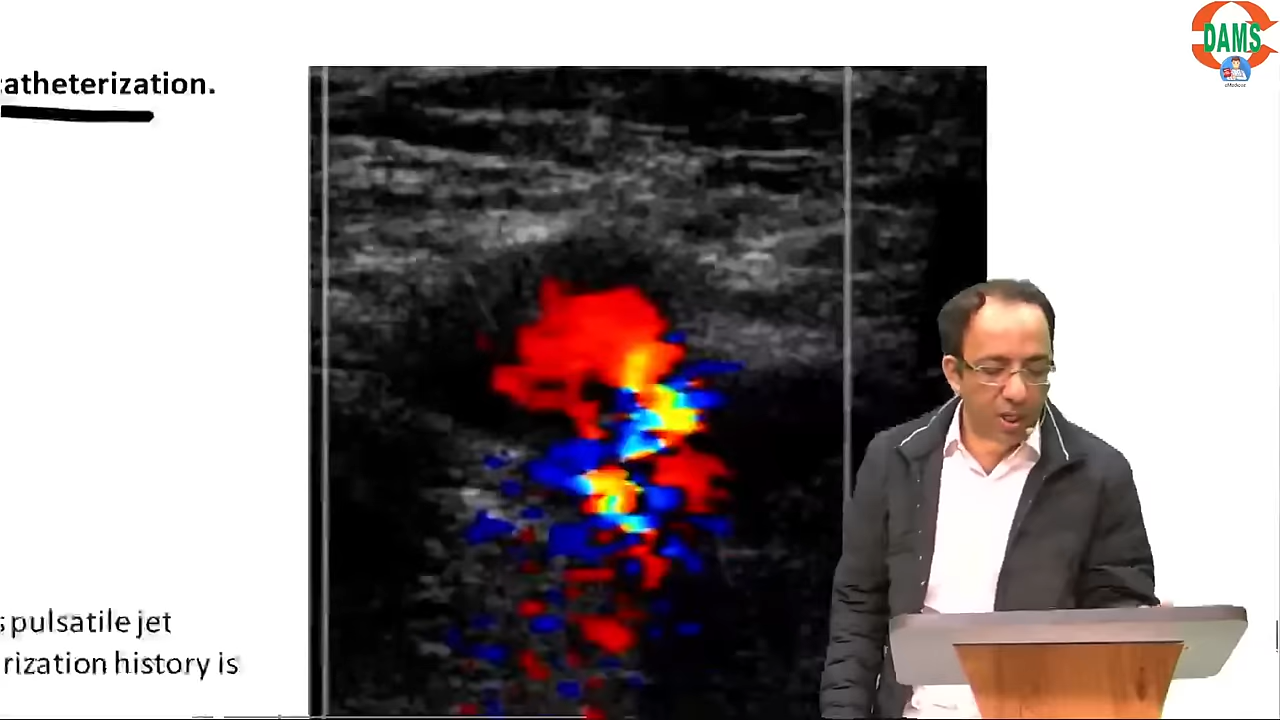 atheterization.
DAMS
pulsatile jet
rization history is